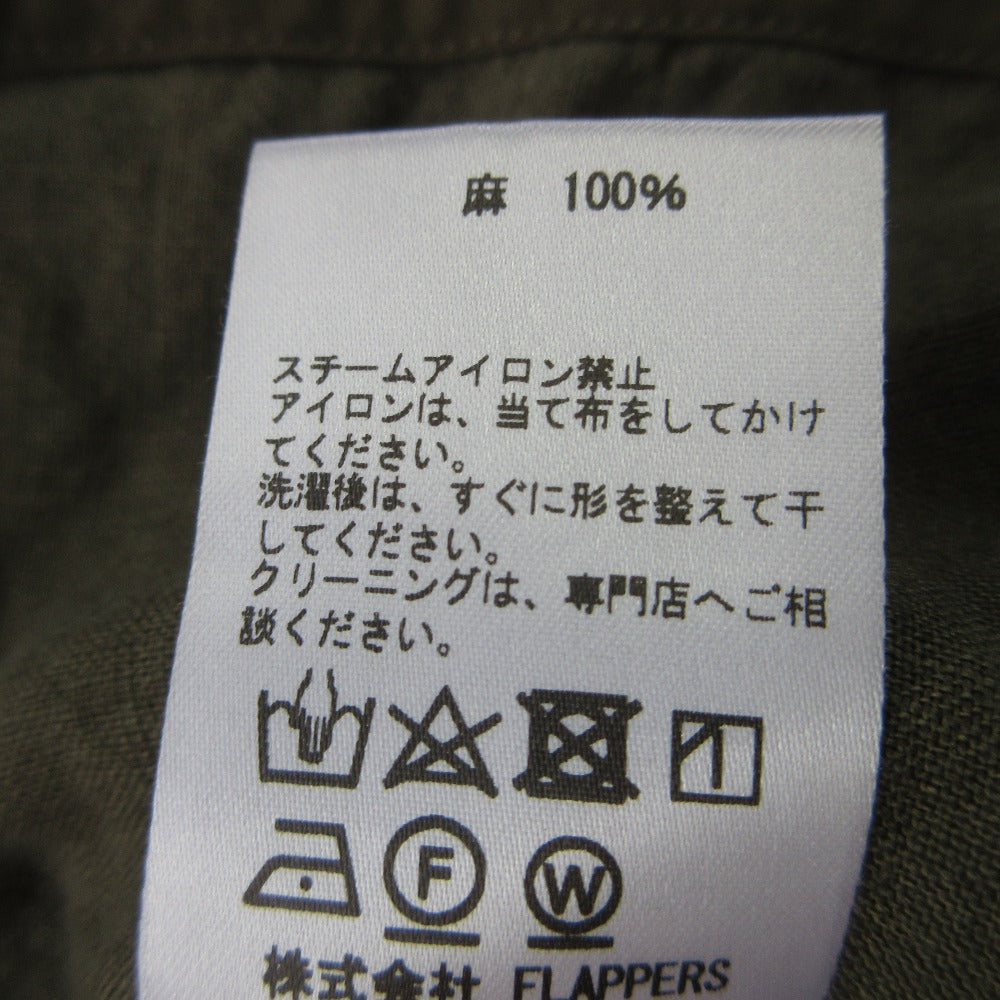 麻 100%
スチームアイロン禁止
アイロンは、当て布をしてかけ
てください。
洗濯後は、すぐに形を整えて干
してください。
クリーニングは、専門店へご相
談ください。
F W
株式会社 FLAPPERS